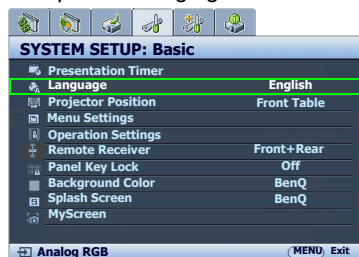 SYSTEM SETUP: Basic
Presentation Timer
Language English
Projector Position Front Table
Menu Settings
Operation Settings
Remote Receiver Front+Rear
Panel Key Lock Off
Background Color BenQ
Splash Screen BenQ
MyScreen
Analog RGB MENU Exit